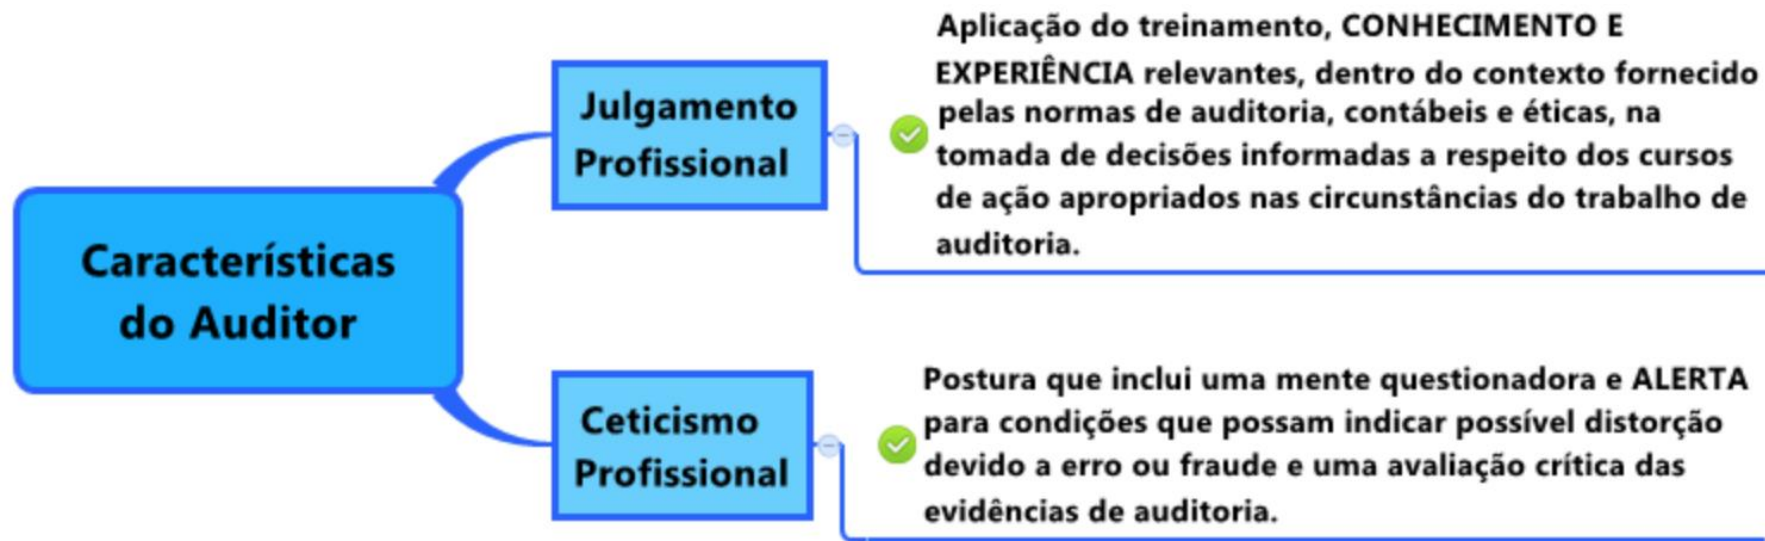 Características
do Auditor
Julgamento
Profissional
Aplicação do treinamento, CONHECIMENTO E
EXPERIÊNCIA relevantes, dentro do contexto fornecido
pelas normas de auditoria, contábeis e éticas, na
tomada de decisões informadas a respeito dos cursos
de ação apropriados nas circunstâncias do trabalho de
auditoria.
Ceticismo
Profissional
Postura que inclui uma mente questionadora e ALERTA
para condições que possam indicar possível distorção
devido a erro ou fraude e uma avaliação crítica das
evidências de auditoria.